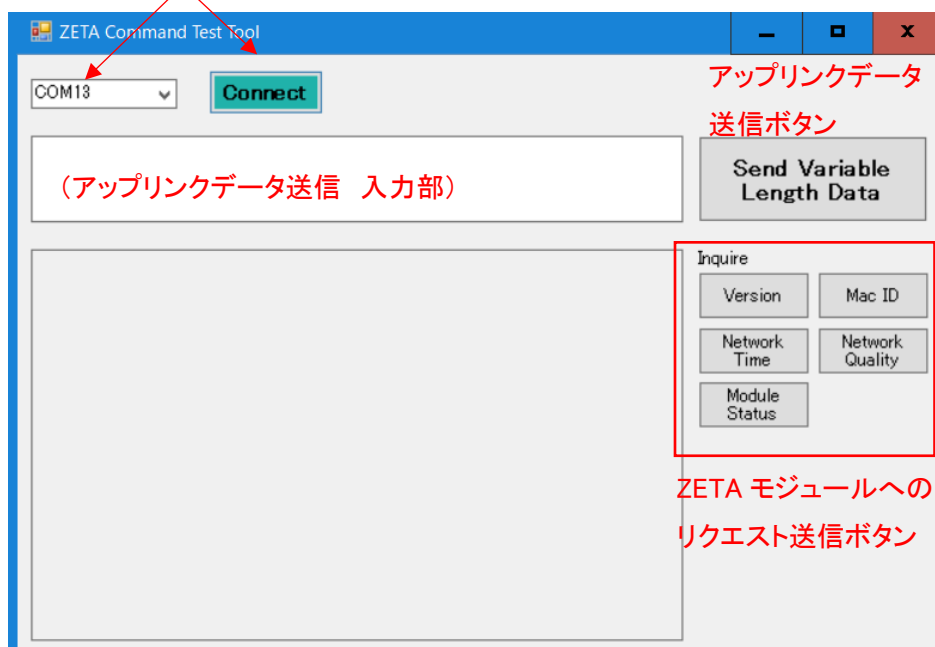 ZETA Command Test Tool
COM13
Connect
アップリンクデータ
送信ボタン
（アップリンクデータ送信　入力部）
Send Variable
Length Data
Inquire
Version
Mac ID
Network
Time
Network
Quality
Module
Status
ZETA モジュールへの
リクエスト送信ボタン